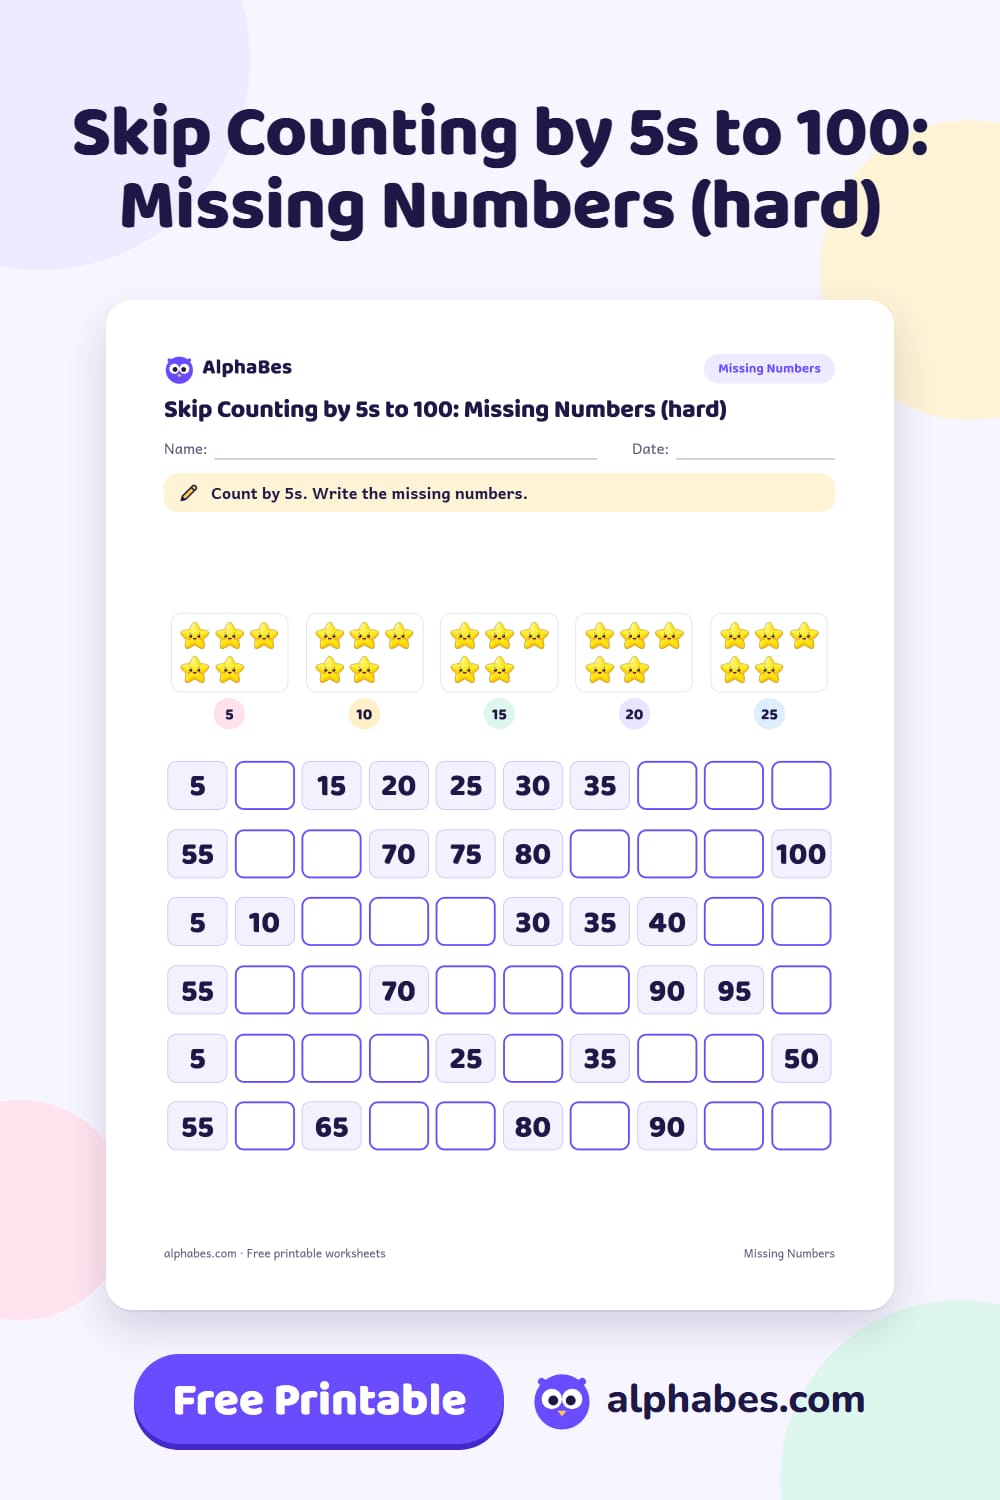 Skip Counting by 5s to 100:
Missing Numbers (hard)
AlphaBes
Missing Numbers
Skip Counting by 5s to 100: Missing Numbers (hard)
Name:
Date:
Count by 5s. Write the missing numbers.
5 10 15 20 25
5 15 20 25 30 35
55 70 75 80 100
5 10 30 35 40
55 70 90 95
5 25 35 50
55 65 80 90
alphabes.com · Free printable worksheets
Missing Numbers
Free Printable
alphabes.com